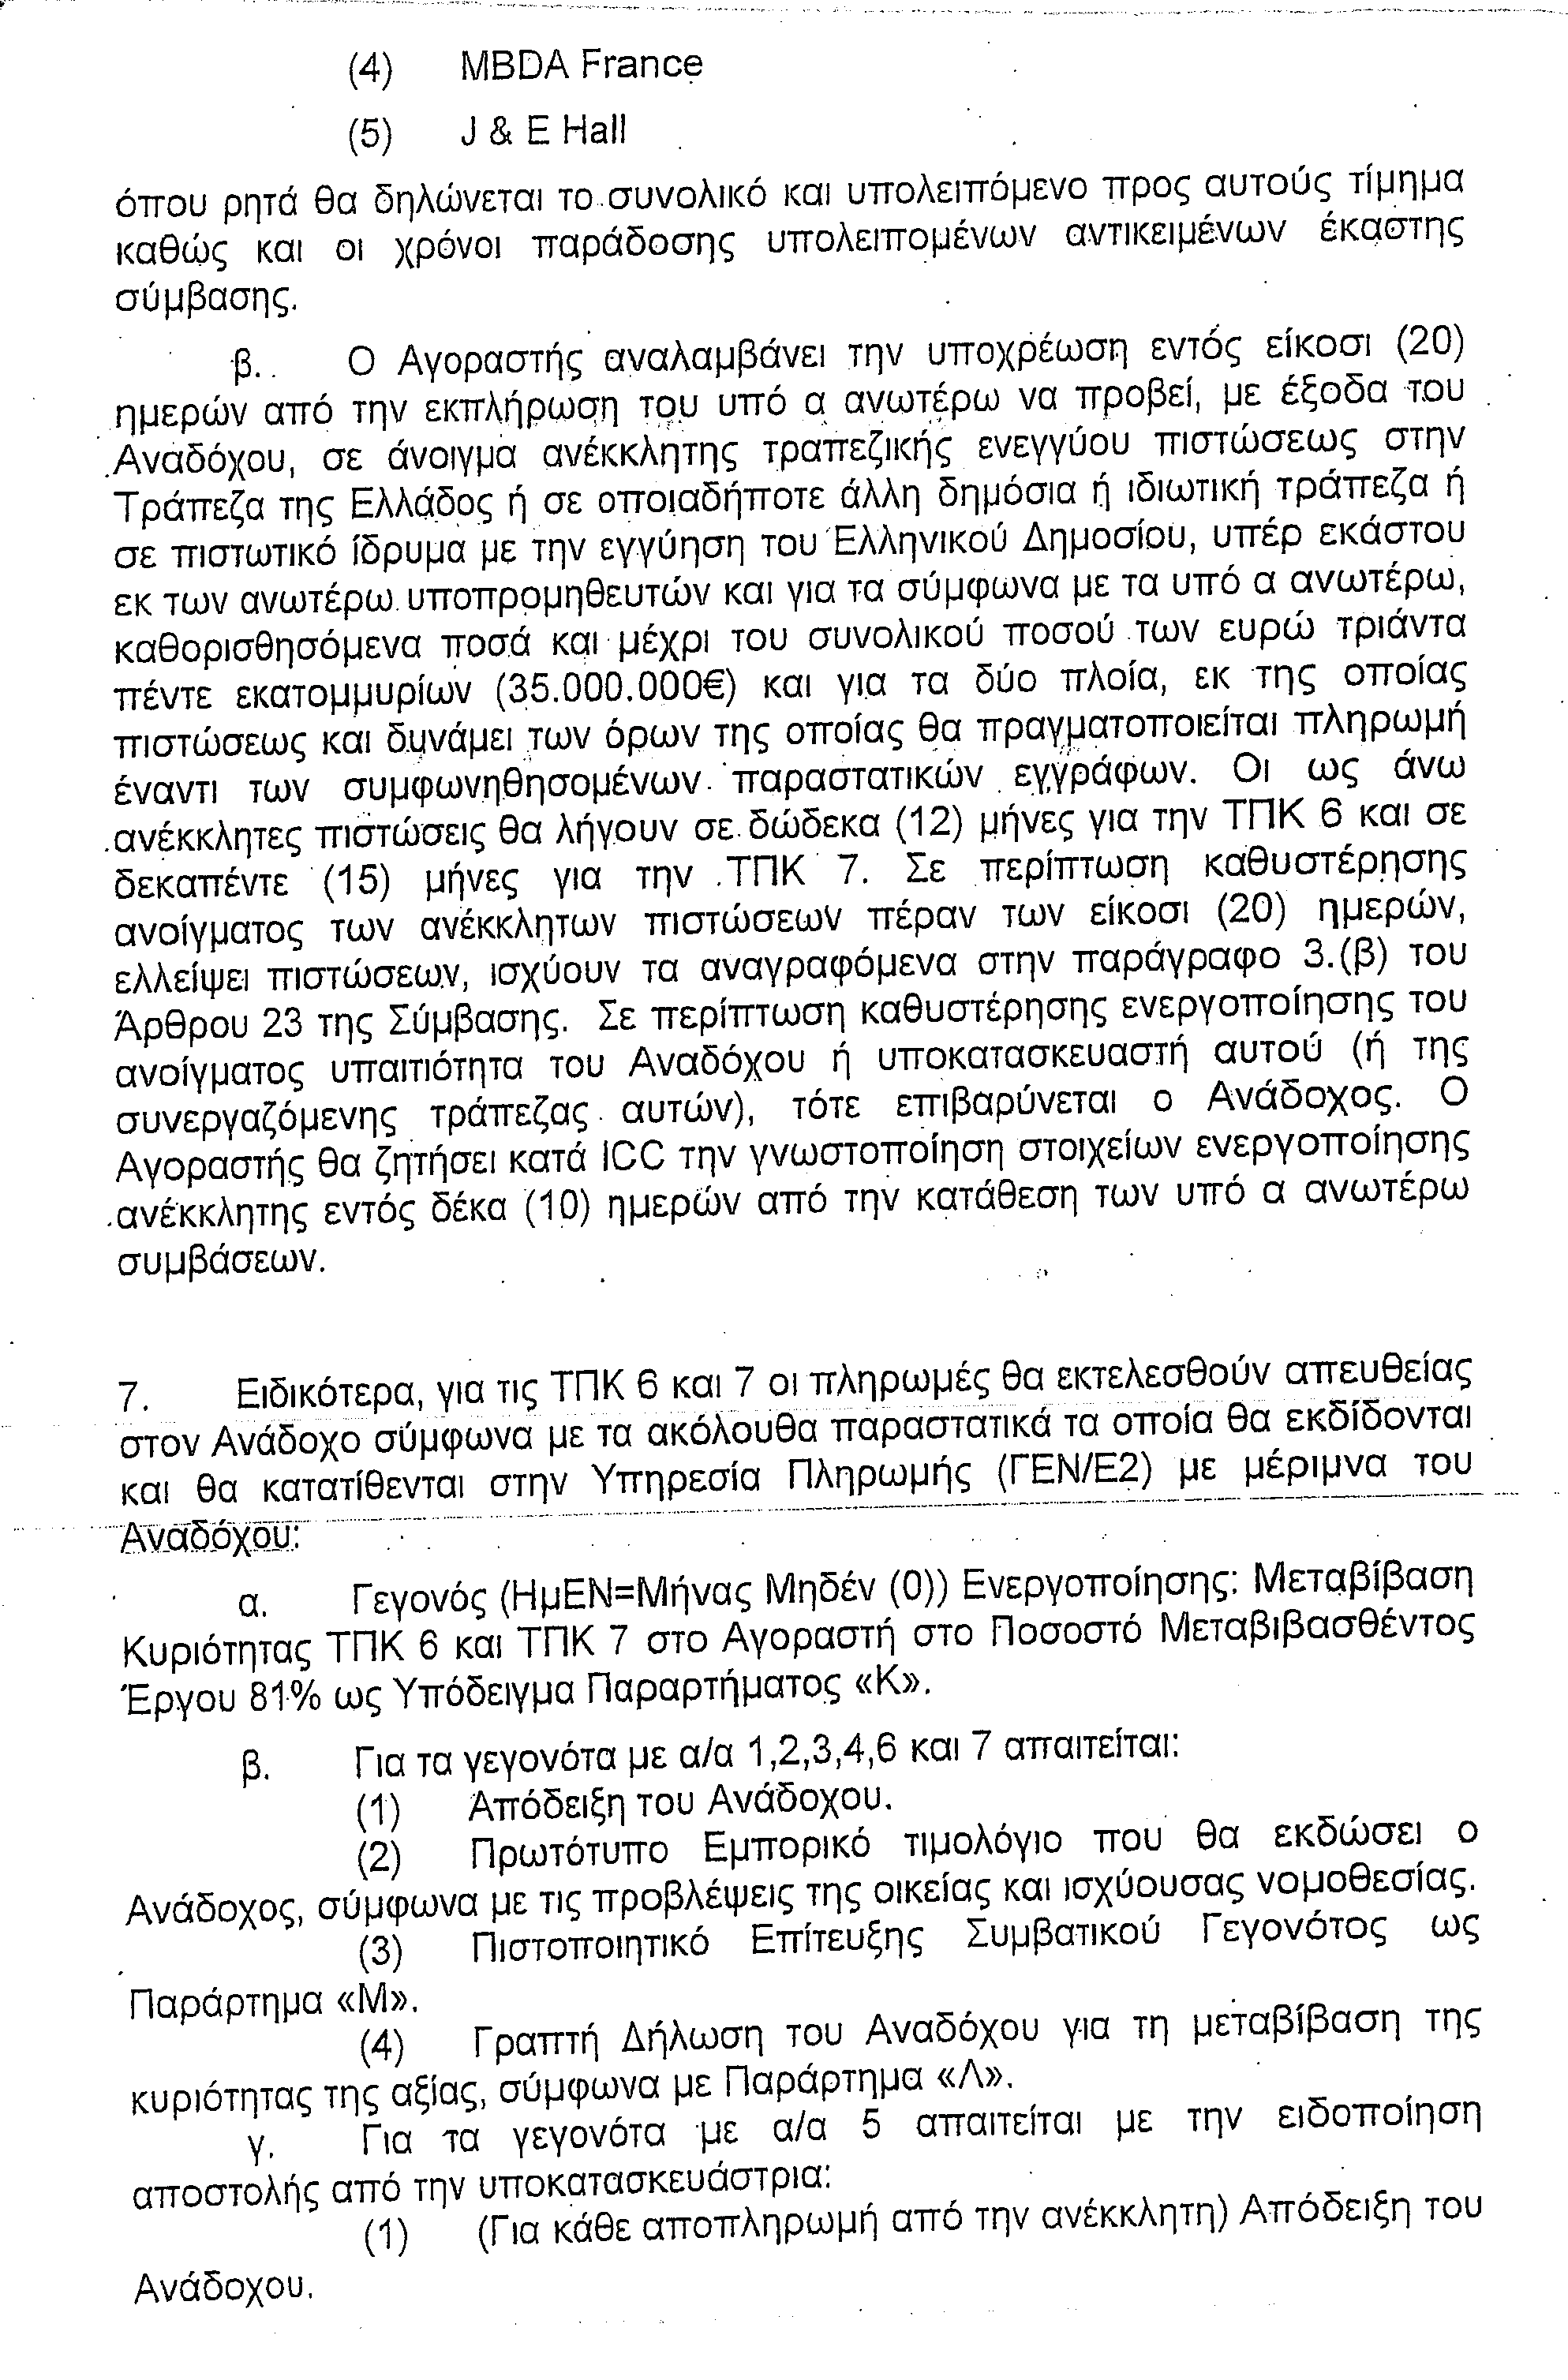 (4) MBDA France
(5) J & E Hall
όπου ρητά θα δηλώνεται το συνολικό και υπολειπόμενο προς αυτούς τίμημα
καθώς και οι χρόνοι παράδοσης υπολειπομένων αντικειμένων έκαστης
σύμβασης.
β. Ο Αγοραστής αναλαμβάνει την υποχρέωση εντός είκοσι (20)
ημερών από την εκπλήρωση του υπό α ανωτέρω να προβεί, με έξοδα του
Αναδόχου, σε άνοιγμα ανέκκλητης τραπεζικής ενεγγύου πιστώσεως στην
Τράπεζα της Ελλάδος ή σε οποιαδήποτε άλλη δημόσια ή ιδιωτική τράπεζα ή
σε πιστωτικό ίδρυμα με την εγγύηση του Ελληνικού Δημοσίου, υπέρ εκάστου
εκ των ανωτέρω υποπρομηθευτών και για τα σύμφωνα με τα υπό α ανωτέρω,
καθορισθησόμενα ποσά και μέχρι του συνολικού ποσού των ευρώ τριάντα
πέντε εκατομμυρίων (35.000.000€) και για τα δύο πλοία, εκ της οποίας
πιστώσεως και δυνάμει των όρων της οποίας θα πραγματοποιείται πληρωμή
έναντι των συμφωνηθησομένων παραστατικών εγγράφων. Οι ως άνω
ανέκκλητες πιστώσεις θα λήγουν σε δώδεκα (12) μήνες για την ΤΠΚ 6 και σε
δεκαπέντε (15) μήνες για την ΤΠΚ 7. Σε περίπτωση καθυστέρησης
ανοίγματος των ανέκκλητων πιστώσεων πέραν των είκοσι (20) ημερών,
ελλείψει πιστώσεων, ισχύουν τα αναγραφόμενα στην παράγραφο 3.(β) του
Άρθρου 23 της Σύμβασης. Σε περίπτωση καθυστέρησης ενεργοποίησης του
ανοίγματος υπαιτιότητα του Αναδόχου ή υποκατασκευαστή αυτού (ή της
συνεργαζόμενης τράπεζας αυτών), τότε επιβαρύνεται ο Ανάδοχος. Ο
Αγοραστής θα ζητήσει κατά ICC την γνωστοποίηση στοιχείων ενεργοποίησης
ανέκκλητης εντός δέκα (10) ημερών από την κατάθεση των υπό α ανωτέρω
συμβάσεων.
7. Ειδικότερα, για τις ΤΠΚ 6 και 7 οι πληρωμές θα εκτελεσθούν απευθείας
στον Ανάδοχο σύμφωνα με τα ακόλουθα παραστατικά τα οποία θα εκδίδονται
και θα κατατίθενται στην Υπηρεσία Πληρωμής (ΓΕΝ/Ε2) με μέριμνα του
Αναδόχου:
α. Γεγονός (ΗμΕΝ=Μήνας Μηδέν (0)) Ενεργοποίησης: Μεταβίβαση
Κυριότητας ΤΠΚ 6 και ΤΠΚ 7 στο Αγοραστή στο Ποσοστό Μεταβιβασθέντος
Έργου 81% ως Υπόδειγμα Παραρτήματος «Κ».
β. Για τα γεγονότα με α/α 1,2,3,4,6 και 7 απαιτείται:
(1) Απόδειξη του Ανάδοχου.
(2) Πρωτότυπο Εμπορικό τιμολόγιο που θα εκδώσει ο
Ανάδοχος, σύμφωνα με τις προβλέψεις της οικείας και ισχύουσας νομοθεσίας.
(3) Πιστοποιητικό Επίτευξης Συμβατικού Γεγονότος ως
Παράρτημα «Μ».
(4) Γραπτή Δήλωση του Αναδόχου για τη μεταβίβαση της
κυριότητας της αξίας, σύμφωνα με Παράρτημα «Λ».
γ. Για τα γεγονότα με α/α 5 απαιτείται με την ειδοποίηση
αποστολής από την υποκατασκευάστρια:
(1) (Για κάθε αποπληρωμή από την ανέκκλητη) Απόδειξη του
Ανάδοχου.